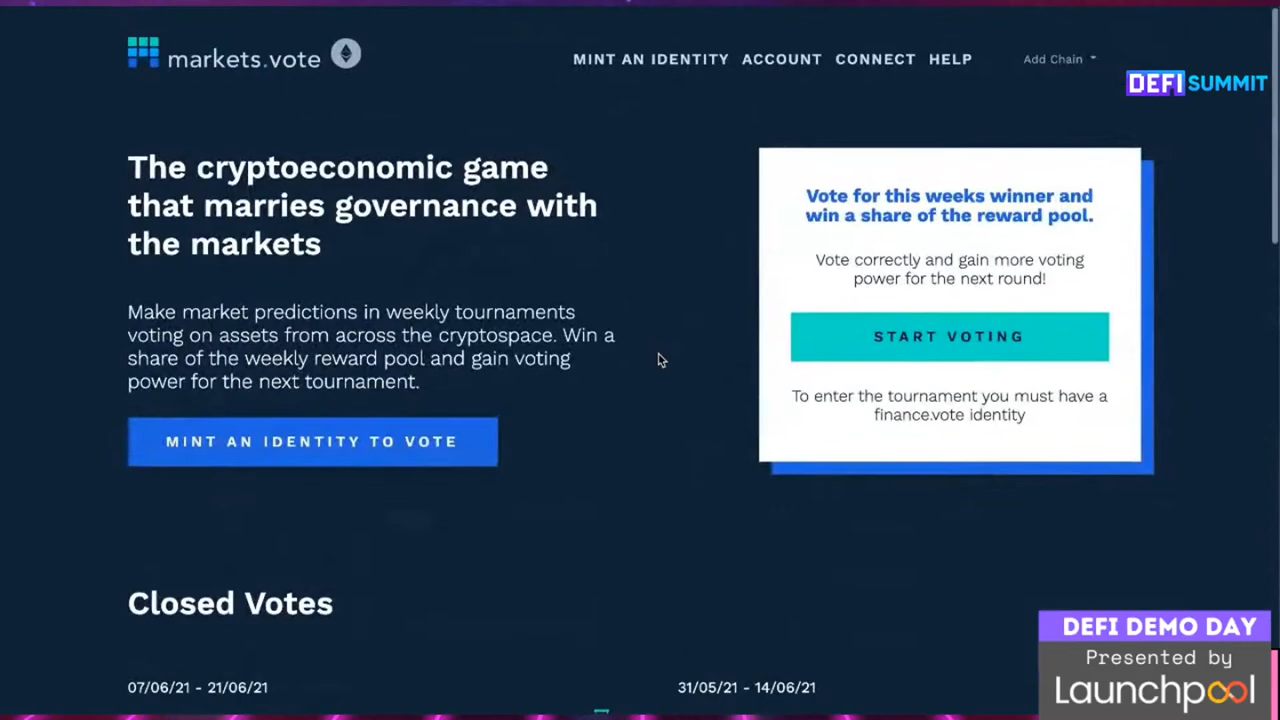 markets.vote
MINT AN IDENTITY ACCOUNT CONNECT HELP
Add Chain
DEFI SUMMIT
The cryptoeconomic game
that marries governance with
the markets
Make market predictions in weekly tournaments
voting on assets from across the cryptospace. Win a
share of the weekly reward pool and gain voting
power for the next tournament.
MINT AN IDENTITY TO VOTE
Vote for this weeks winner and
win a share of the reward pool.
Vote correctly and gain more voting
power for the next round!
START VOTING
To enter the tournament you must have a
finance.vote identity
Closed Votes
07/06/21 - 21/06/21
31/05/21 - 14/06/21
DEFI DEMO DAY
Presented by
Launchpool